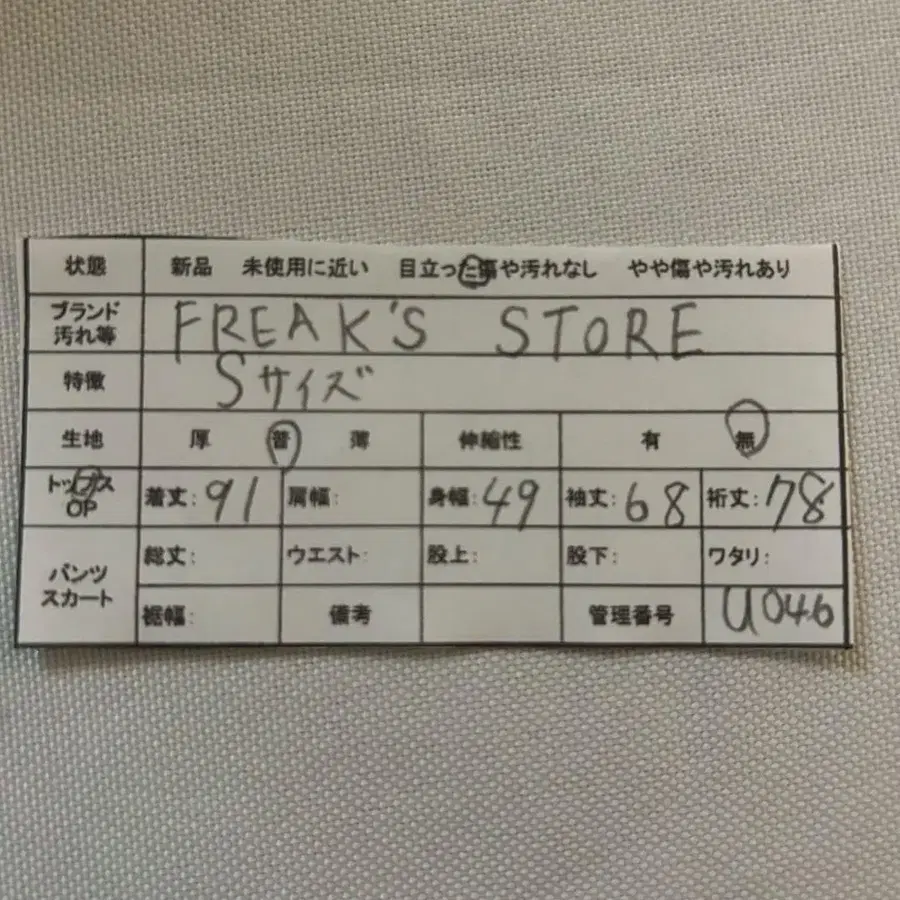 状態 新品 未使用に近い 目立った傷や汚れなし やや傷や汚れあり
ブランド
汚れ等
FREAK'S STORE
特徴 Sサイズ
生地 厚 普 薄 伸縮性 有 無
トップス
OP
着丈: 91 肩幅: 身幅: 49 袖丈: 68 裄丈: 78
パンツ
スカート
総丈: ウエスト: 股上: 股下: ワタリ:
裾幅: 備考 管理番号 U046